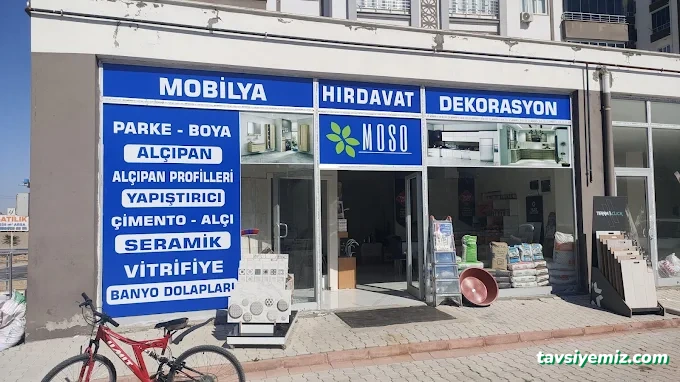 MOBİLYA
HIRDAVAT
DEKORASYON
MOSO
PARKE - BOYA
ALÇIPAN
ALÇIPAN PROFİLLERİ
YAPIŞTIRICI
ÇİMENTO - ALÇI
SERAMİK
VİTRİFİYE
BANYO DOLAPLARI
ÜMİT
tavsiyemiz.com